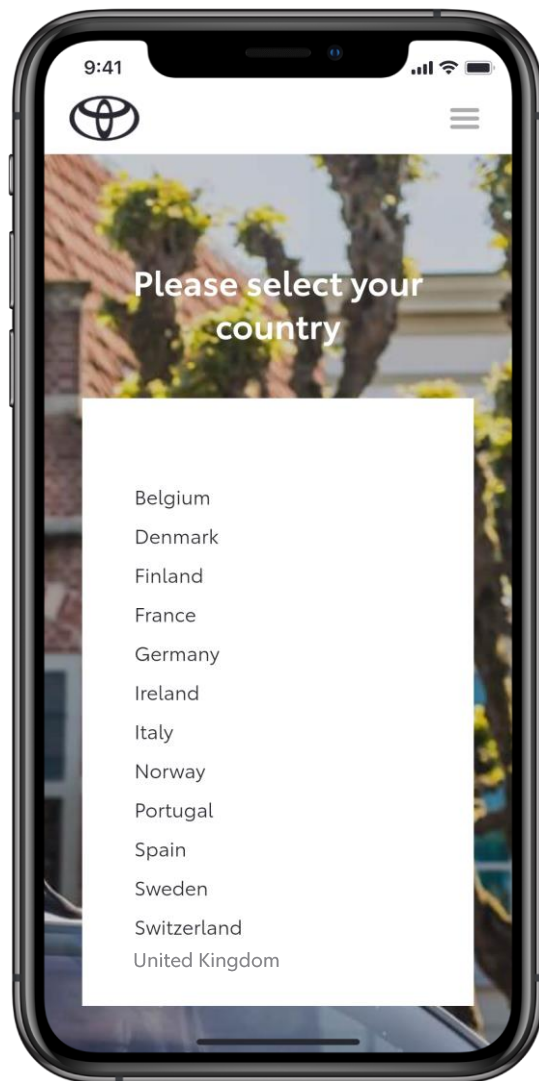 9:41
Please select your
country
Belgium
Denmark
Finland
France
Germany
Ireland
Italy
Norway
Portugal
Spain
Sweden
Switzerland
United Kingdom